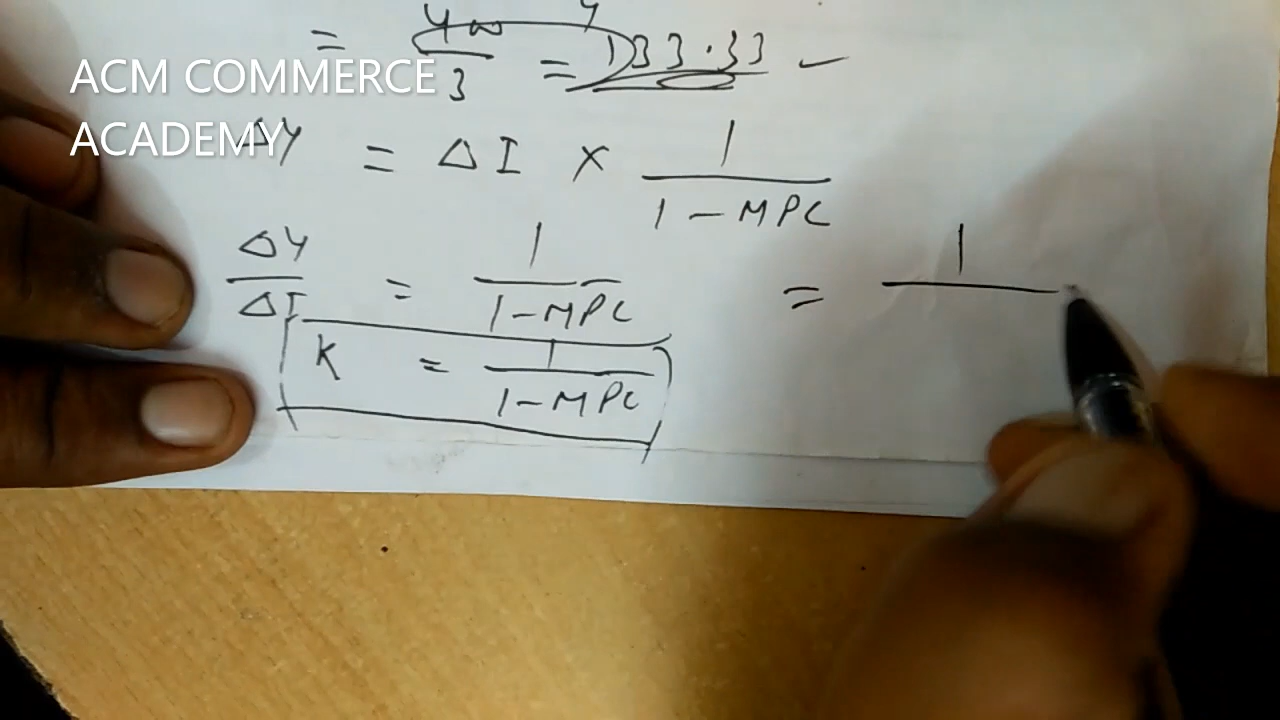 = 400/3 = 133.33
ACM COMMERCE
ACADEMY
ΔY = ΔI × 1/(1 - MPC)
ΔY/ΔI = 1/(1 - MPC) = 1
K = 1/(1 - MPC)